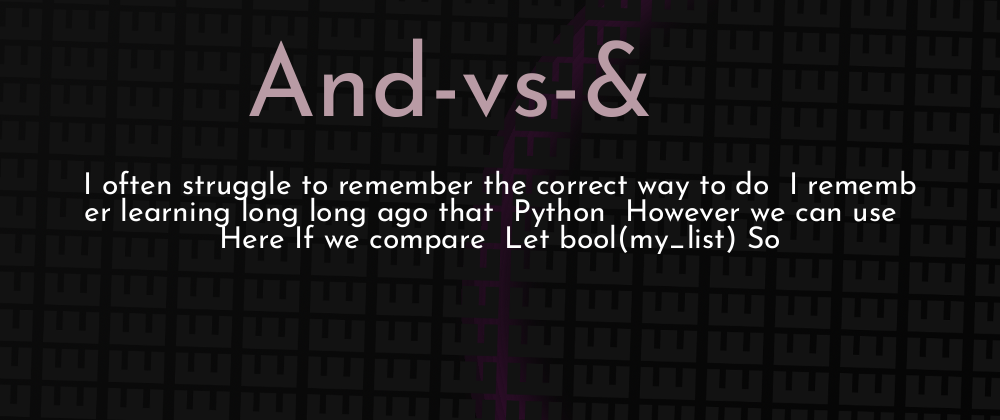 And-vs-&
I often struggle to remember the correct way to do  I rememb
er learning long long ago that  Python  However we can use
Here If we compare  Let bool(my_list) So